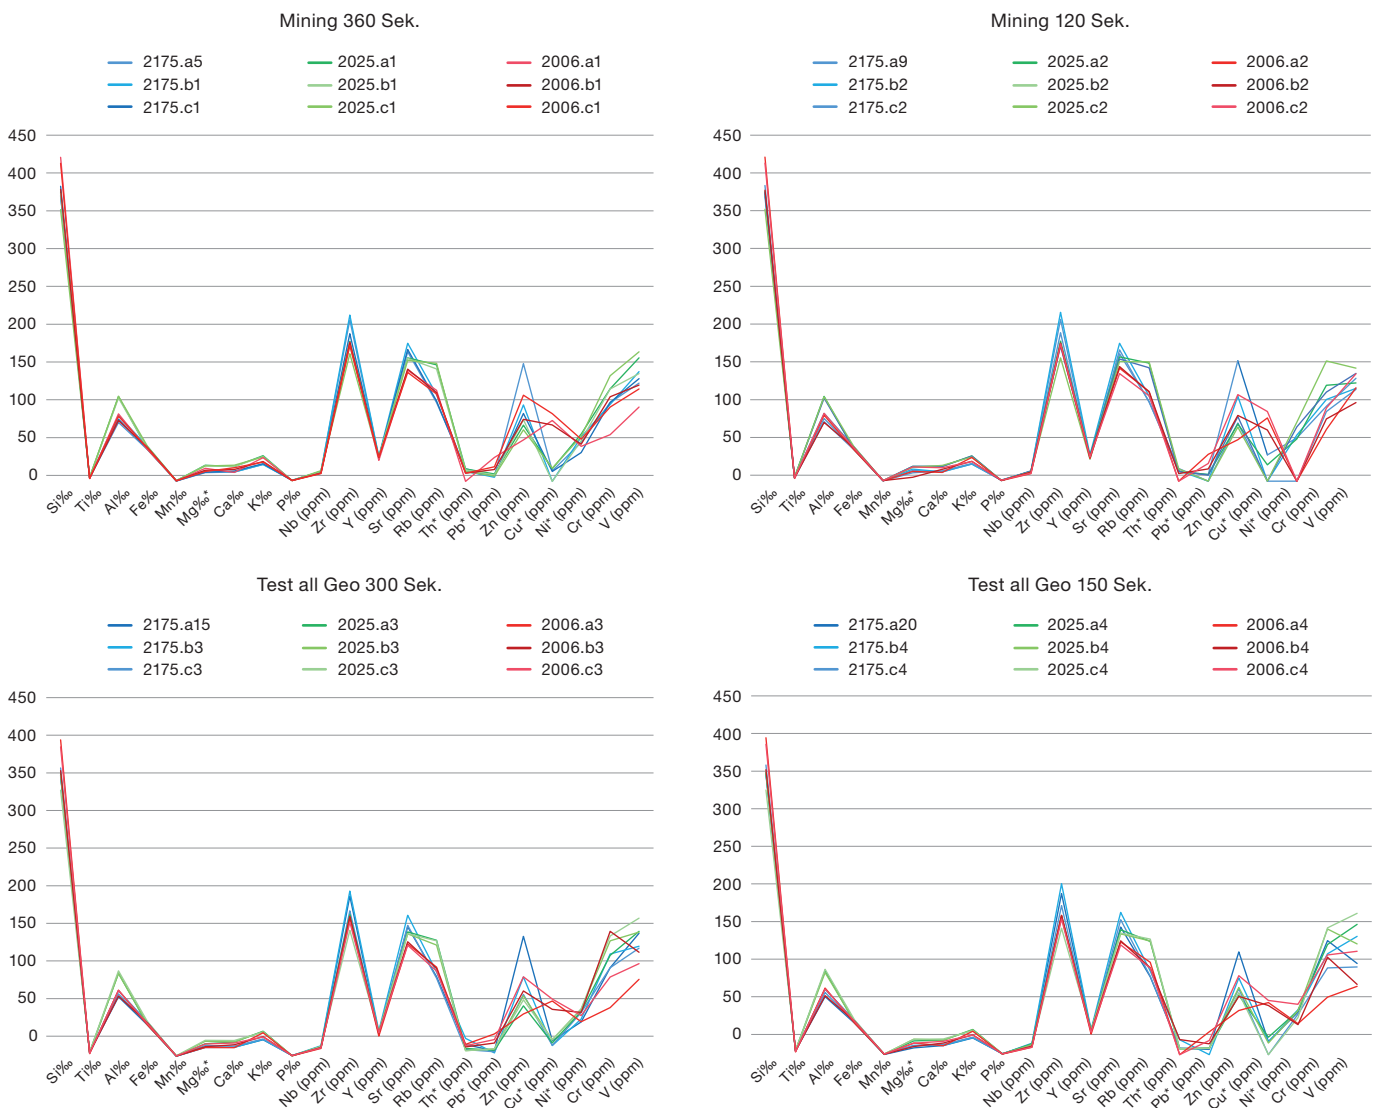 Mining 360 Sek.
2175.a5 2025.a1 2006.a1
2175.b1 2025.b1 2006.b1
2175.c1 2025.c1 2006.c1
450
400
350
300
250
200
150
100
50
0
Si‰ Ti‰ Al‰ Fe‰ Mn‰ Mg‰* Ca‰ K‰ P‰ Nb (ppm) Zr (ppm) Y (ppm) Sr (ppm) Rb (ppm) Th* (ppm) Pb* (ppm) Zn (ppm) Cu* (ppm) Ni* (ppm) Cr (ppm) V (ppm)
Mining 120 Sek.
2175.a9 2025.a2 2006.a2
2175.b2 2025.b2 2006.b2
2175.c2 2025.c2 2006.c2
450
400
350
300
250
200
150
100
50
0
Si‰ Ti‰ Al‰ Fe‰ Mn‰ Mg‰* Ca‰ K‰ P‰ Nb (ppm) Zr (ppm) Y (ppm) Sr (ppm) Rb (ppm) Th* (ppm) Pb* (ppm) Zn (ppm) Cu* (ppm) Ni* (ppm) Cr (ppm) V (ppm)
Test all Geo 300 Sek.
2175.a15 2025.a3 2006.a3
2175.b3 2025.b3 2006.b3
2175.c3 2025.c3 2006.c3
450
400
350
300
250
200
150
100
50
0
Si‰ Ti‰ Al‰ Fe‰ Mn‰ Mg‰* Ca‰ K‰ P‰ Nb (ppm) Zr (ppm) Y (ppm) Sr (ppm) Rb (ppm) Th* (ppm) Pb* (ppm) Zn (ppm) Cu* (ppm) Ni* (ppm) Cr (ppm) V (ppm)
Test all Geo 150 Sek.
2175.a20 2025.a4 2006.a4
2175.b4 2025.b4 2006.b4
2175.c4 2025.c4 2006.c4
450
400
350
300
250
200
150
100
50
0
Si‰ Ti‰ Al‰ Fe‰ Mn‰ Mg‰* Ca‰ K‰ P‰ Nb (ppm) Zr (ppm) Y (ppm) Sr (ppm) Rb (ppm) Th* (ppm) Pb* (ppm) Zn (ppm) Cu* (ppm) Ni* (ppm) Cr (ppm) V (ppm)